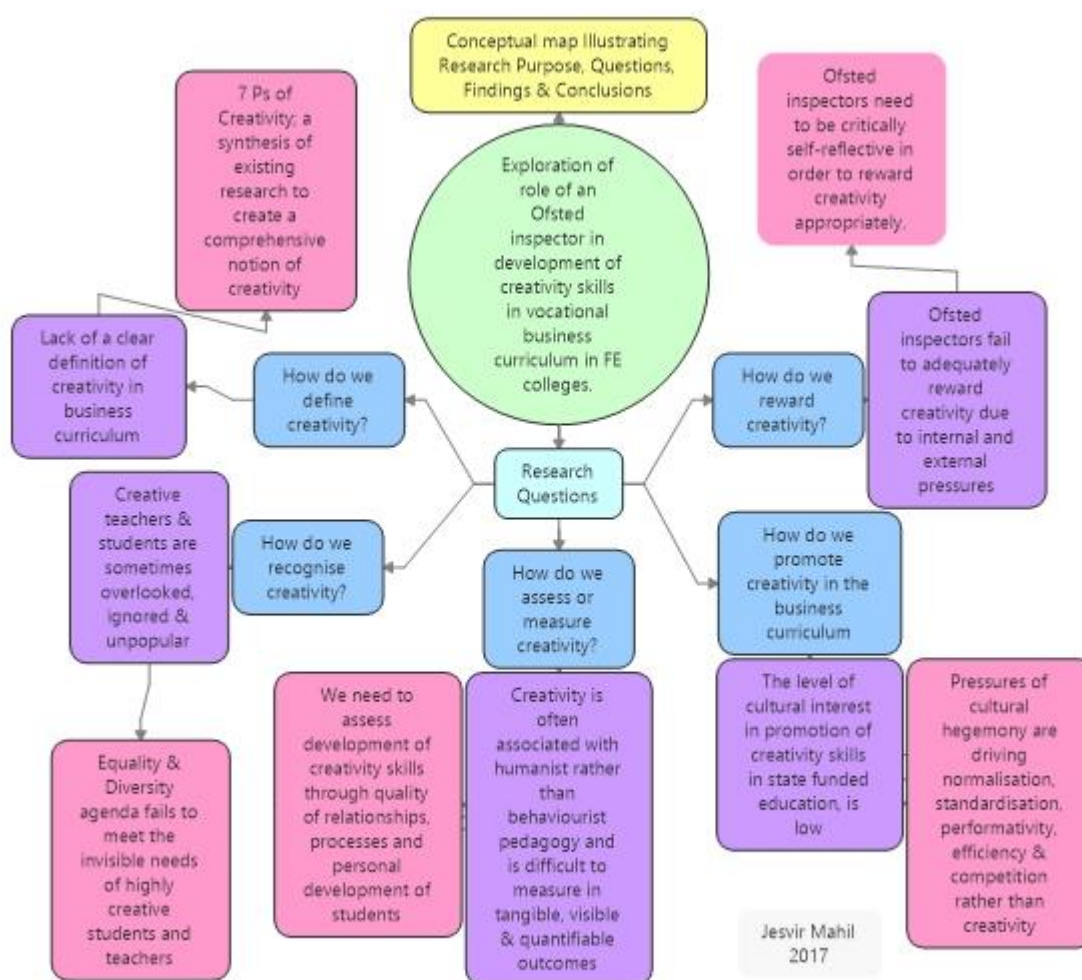 Conceptual map Illustrating
Research Purpose, Questions,
Findings & Conclusions
7 Ps of
Creativity; a
synthesis of
existing
research to
create a
comprehensive
notion of
creativity
Ofsted
inspectors need
to be critically
self-reflective in
order to reward
creativity
appropriately.
Exploration of
role of an
Ofsted
inspector in
development of
creativity skills
in vocational
business
curriculum in FE
colleges.
Lack of a clear
definition of
creativity in
business
curriculum
How do we
define
creativity?
How do we
reward
creativity?
Ofsted
inspectors fail
to adequately
reward
creativity due
to internal and
external
pressures
Research
Questions
Creative
teachers &
students are
sometimes
overlooked,
ignored &
unpopular
How do we
recognise
creativity?
How do we
assess or
measure
creativity?
How do we
promote
creativity in the
business
curriculum
Equality &
Diversity
agenda fails to
meet the
invisible needs
of highly
creative
students and
teachers
We need to
assess
development of
creativity skills
through quality
of relationships,
processes and
personal
development of
students
Creativity is
often
associated with
humanist rather
than
behaviourist
pedagogy and
is difficult to
measure in
tangible, visible
& quantifiable
outcomes
The level of
cultural interest
in promotion of
creativity skills
in state funded
education, is
low
Pressures of
cultural
hegemony are
driving
normalisation,
standardisation,
performativity,
efficiency &
competition
rather than
creativity
Jesvir Mahil
2017